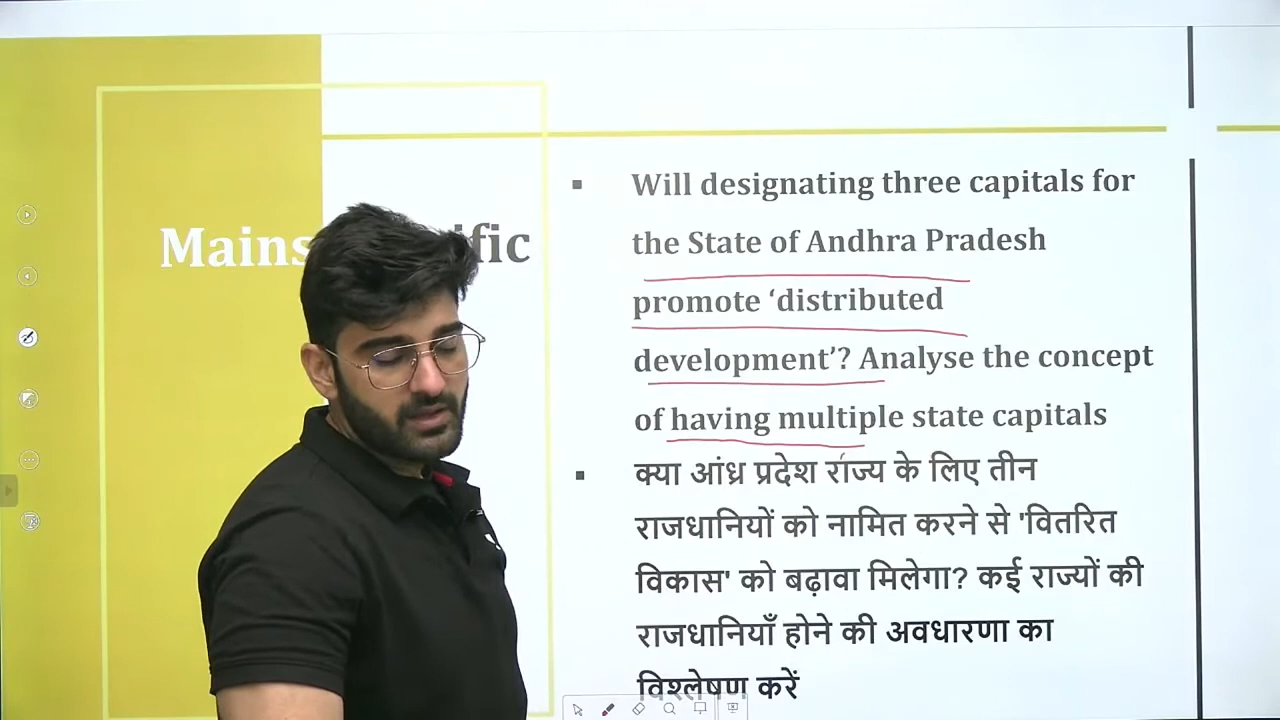 Mains ific
Will designating three capitals for
the State of Andhra Pradesh
promote ‘distributed
development’? Analyse the concept
of having multiple state capitals
क्या आंध्र प्रदेश राज्य के लिए तीन
राजधानियों को नामित करने से 'वितरित
विकास' को बढ़ावा मिलेगा? कई राज्यों की
राजधानियाँ होने की अवधारणा का
विश्लेषण करें